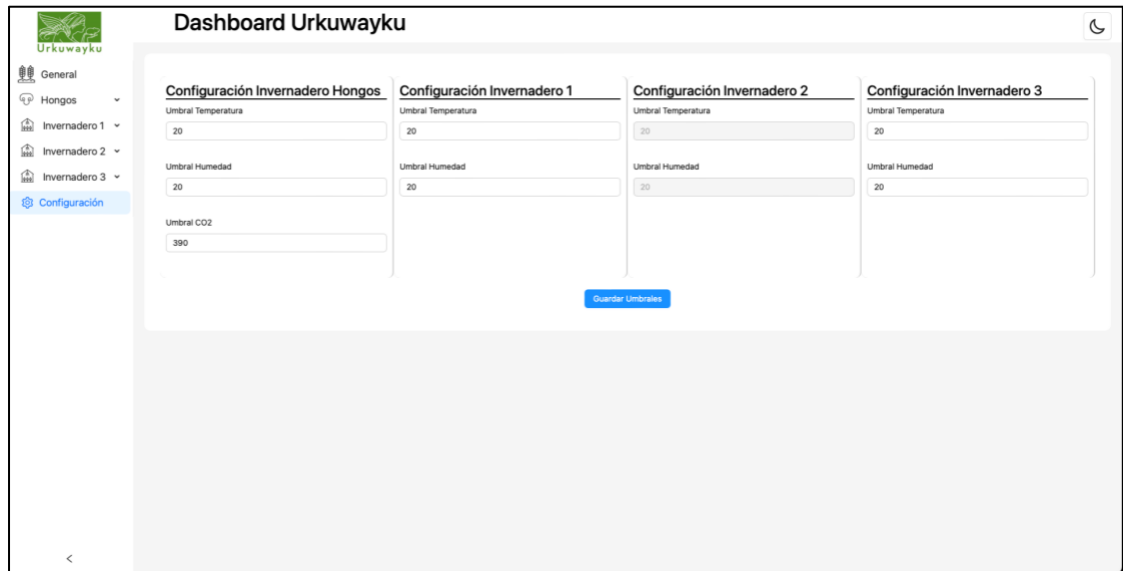 Dashboard Urkuwayku
Urkuwayku
General
Hongos
Invernadero 1
Invernadero 2
Invernadero 3
Configuración
Configuración Invernadero Hongos
Umbral Temperatura
20
Umbral Humedad
20
Umbral CO2
390
Configuración Invernadero 1
Umbral Temperatura
20
Umbral Humedad
20
Configuración Invernadero 2
Umbral Temperatura
20
Umbral Humedad
20
Configuración Invernadero 3
Umbral Temperatura
20
Umbral Humedad
20
Guardar Umbrales